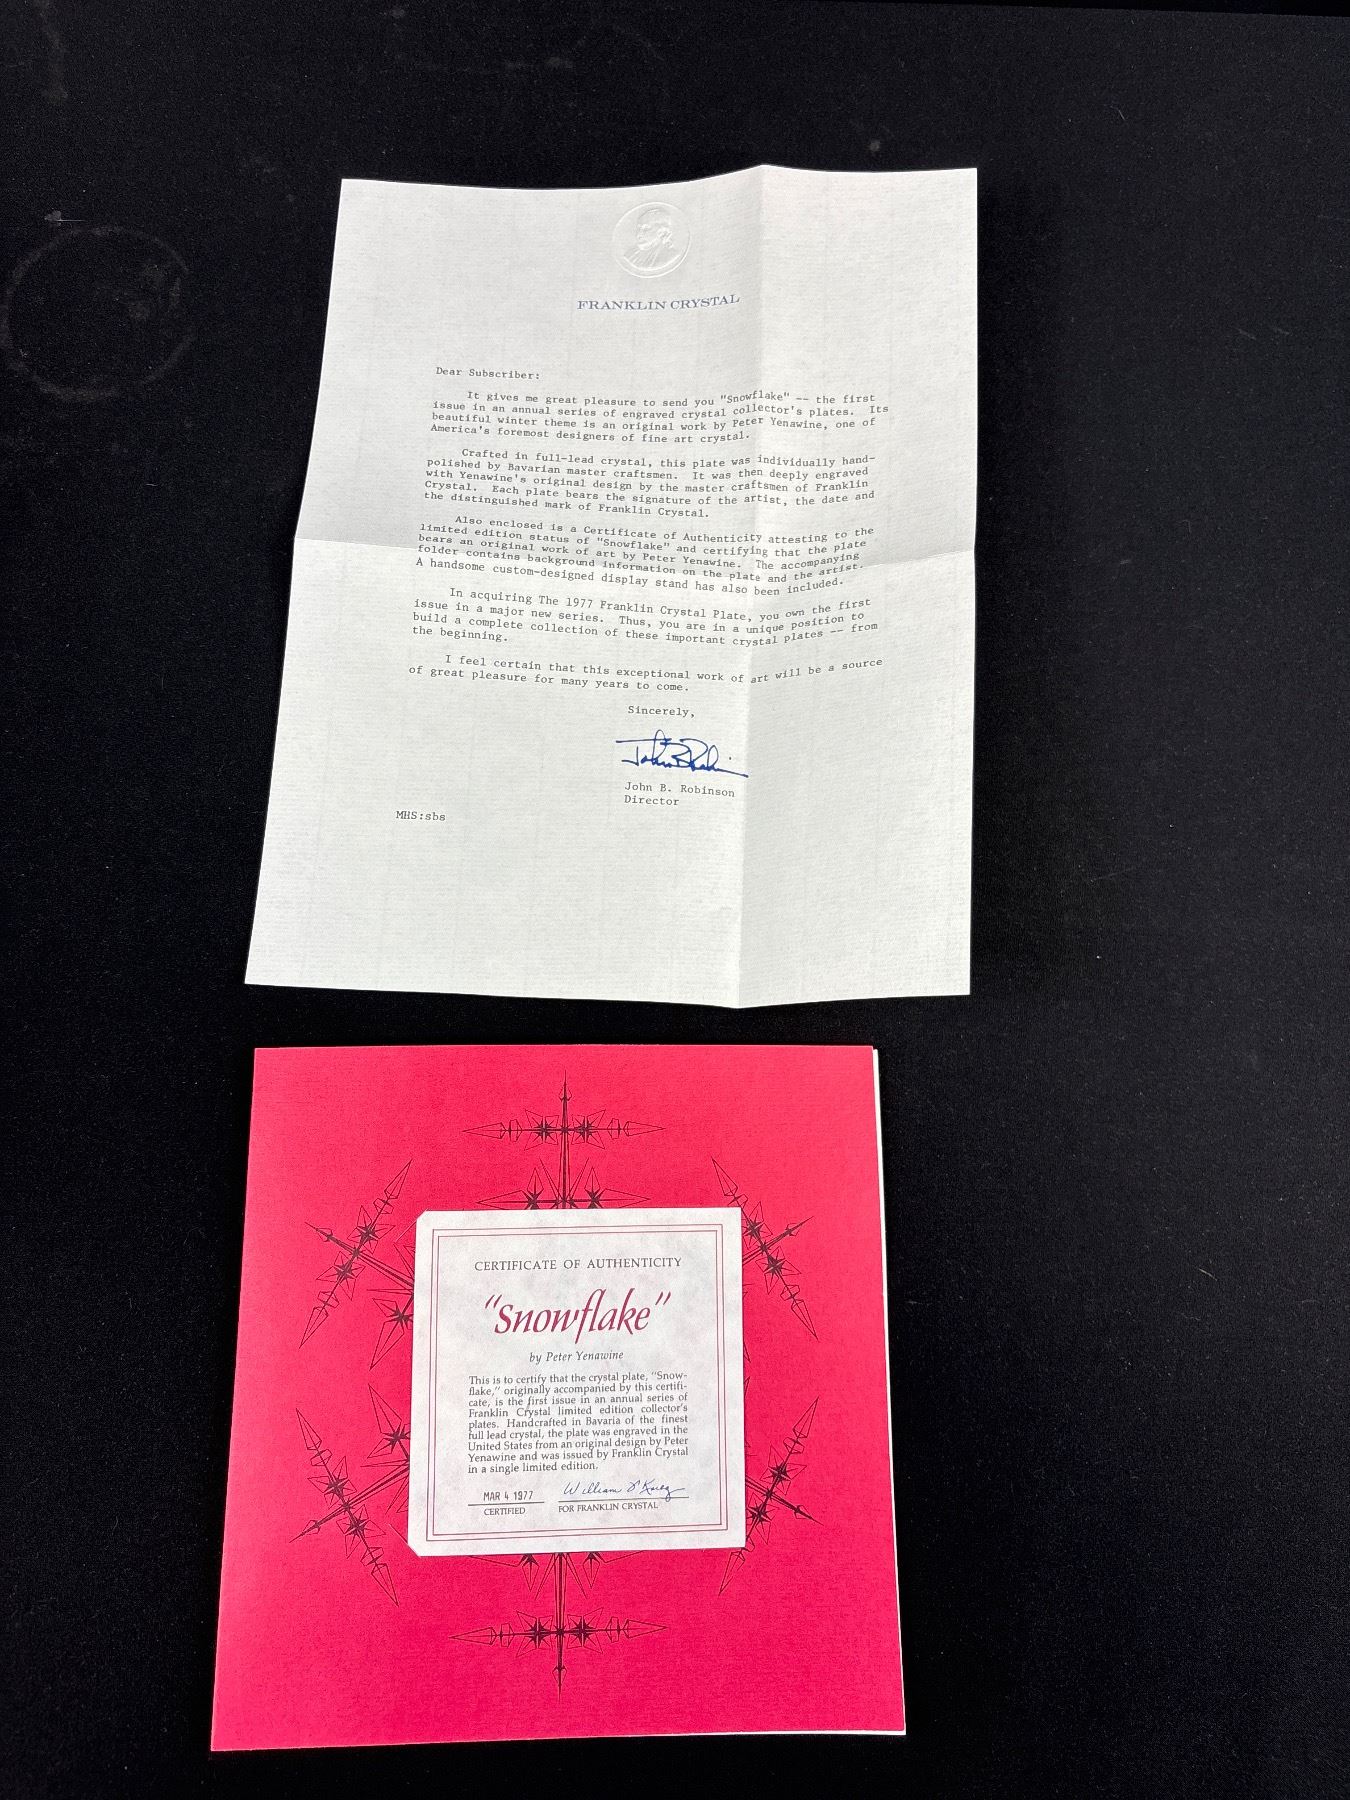 FRANKLIN CRYSTAL
Dear Subscriber:
It gives me great pleasure to send you "Snowflake" -- the first
issue in an annual series of engraved crystal collector's plates. Its
beautiful winter theme is an original work by Peter Yenawine, one of
America's foremost designers of fine art crystal.
Crafted in full-lead crystal, this plate was individually hand-
polished by Bavarian master craftsmen. It was then deeply engraved
with Yenawine's original design by the master craftsmen of Franklin
Crystal. Each plate bears the signature of the artist, the date and
the distinguished mark of Franklin Crystal.
Also enclosed is a Certificate of Authenticity attesting to the
limited edition status of "Snowflake" and certifying that the plate
bears an original work of art by Peter Yenawine. The accompanying
folder contains background information on the plate and the artist.
A handsome custom-designed display stand has also been included.
In acquiring The 1977 Franklin Crystal Plate, you own the first
issue in a major new series. Thus, you are in a unique position to
build a complete collection of these important crystal plates -- from
the beginning.
I feel certain that this exceptional work of art will be a source
of great pleasure for many years to come.
Sincerely,
John B. Robinson
Director
MHS:sbs
CERTIFICATE OF AUTHENTICITY
"Snowflake"
by Peter Yenawine
This is to certify that the crystal plate, "Snow-
flake," originally accompanied by this certifi-
cate, is the first issue in an annual series of
Franklin Crystal limited edition collector's
plates. Handcrafted in Bavaria of the finest
full lead crystal, the plate was engraved in the
United States from an original design by Peter
Yenawine and was issued by Franklin Crystal
in a single limited edition.
MAR 4 1977
CERTIFIED
FOR FRANKLIN CRYSTAL